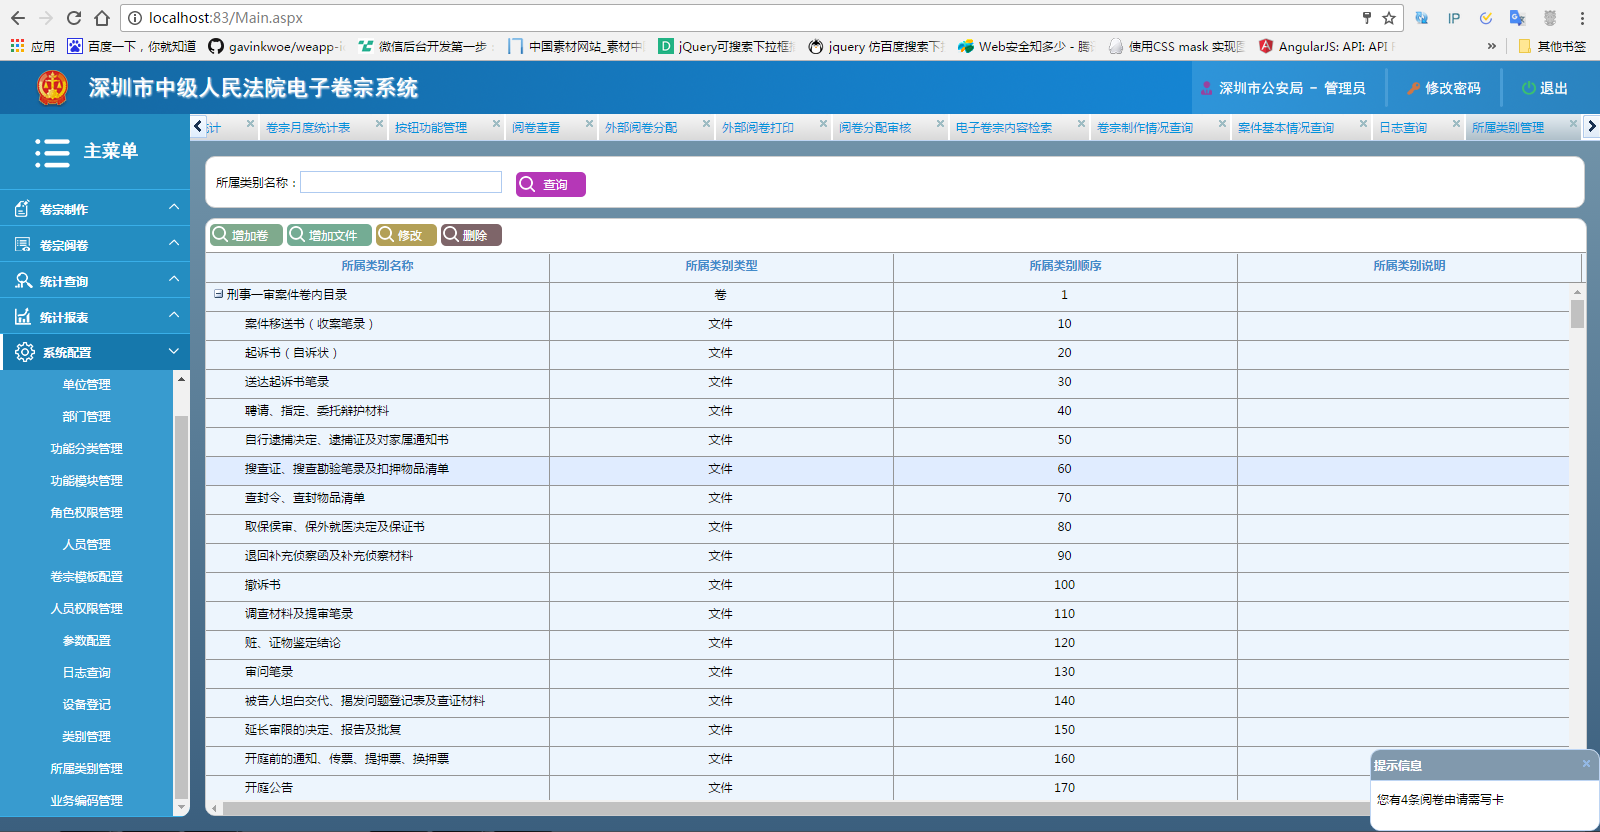 localhost:83/Main.aspx
IP
应用
百度一下，你就知道
gavinkwoe/weapp-i
微信后台开发第一步
中国素材网站_素材中
jQuery可搜索下拉框
jquery 仿百度搜索下
Web安全知多少 - 腾
使用CSS mask 实现
AngularJS: API: API
»
其他书签
深圳市中级人民法院电子卷宗系统
深圳市公安局 － 管理员
修改密码
退出
计
卷宗月度统计表
按钮功能管理
阅卷查看
外部阅卷分配
外部阅卷打印
阅卷分配审核
电子卷宗内容检索
卷宗制作情况查询
案件基本情况查询
日志查询
所属类别管理
主菜单
卷宗制作
卷宗阅卷
统计查询
统计报表
系统配置
单位管理
部门管理
功能分类管理
功能模块管理
角色权限管理
人员管理
卷宗模板配置
人员权限管理
参数配置
日志查询
设备登记
类别管理
所属类别管理
业务编码管理
所属类别名称：
查询
增加卷
增加文件
修改
删除
所属类别名称 所属类别类型 所属类别顺序 所属类别说明
刑事一审案件卷内目录 卷 1
案件移送书（收案笔录） 文件 10
起诉书（自诉状） 文件 20
送达起诉书笔录 文件 30
聘请、指定、委托辩护材料 文件 40
自行逮捕决定、逮捕证及对家属通知书 文件 50
搜查证、搜查勘验笔录及扣押物品清单 文件 60
查封令、查封物品清单 文件 70
取保侯审、保外就医决定及保证书 文件 80
退回补充侦察函及补充侦察材料 文件 90
撤诉书 文件 100
调查材料及提审笔录 文件 110
赃、证物鉴定结论 文件 120
审问笔录 文件 130
被告人坦白交代、揭发问题登记表及查证材料 文件 140
延长审限的决定、报告及批复 文件 150
开庭前的通知、传票、提押票、换押票 文件 160
开庭公告 文件 170
提示信息
您有4条阅卷申请需写卡